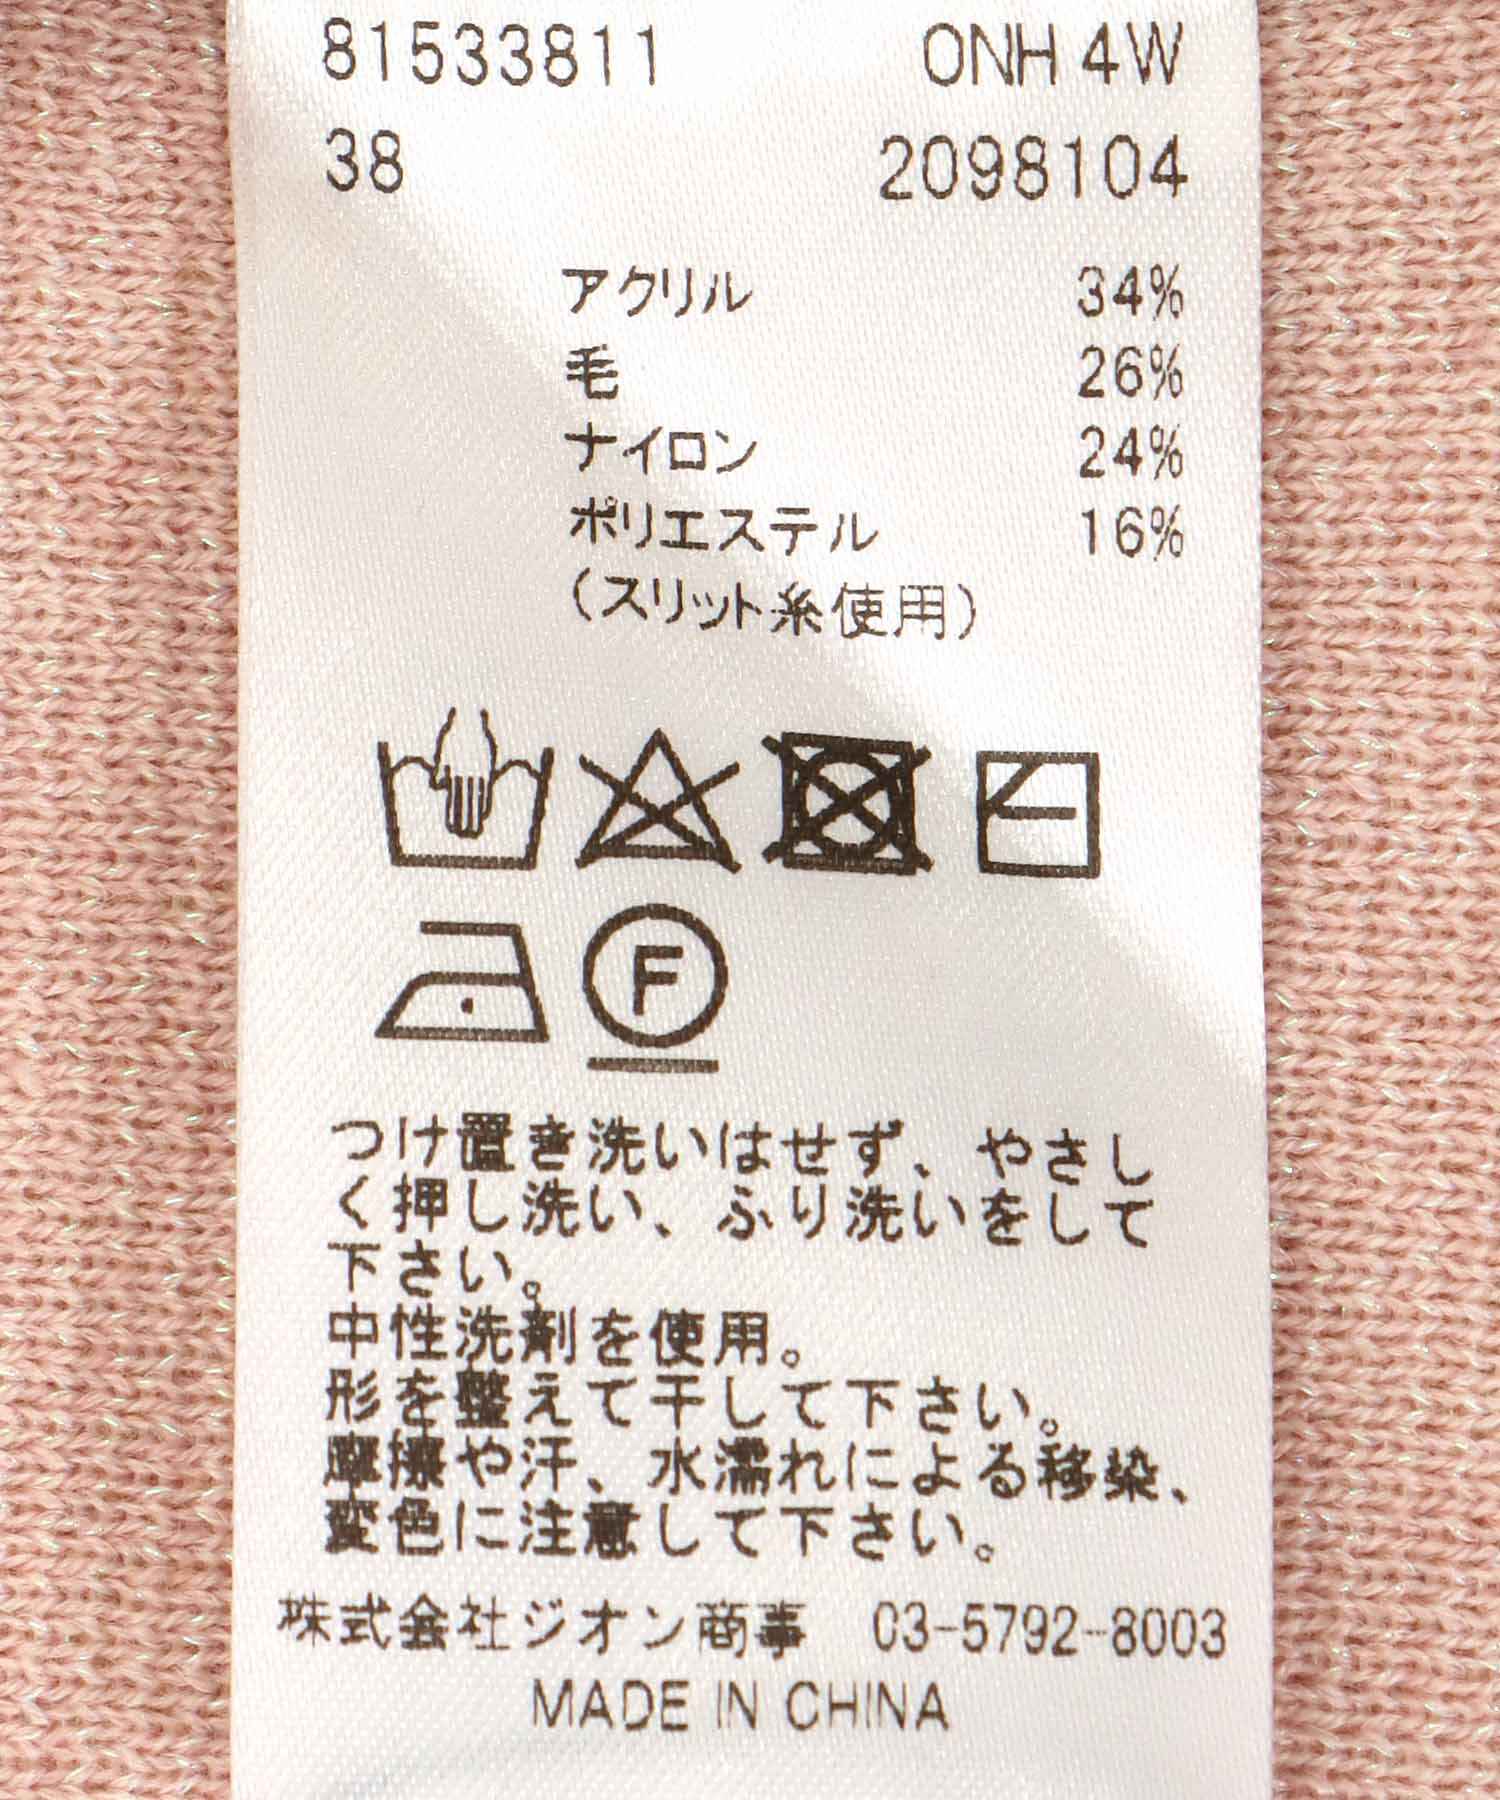 81533811 ONH 4W
38 2098104
アクリル 34%
毛 26%
ナイロン 24%
ポリエステル 16%
(スリット糸使用)
F
つけ置き洗いはせず、やさし
く押し洗い、ふり洗いをして
下さい。
中性洗剤を使用。
形を整えて干して下さい。
摩擦や汗、水濡れによる移染、
変色に注意して下さい。
株式会社ジオン商事 03-5792-8003
MADE IN CHINA